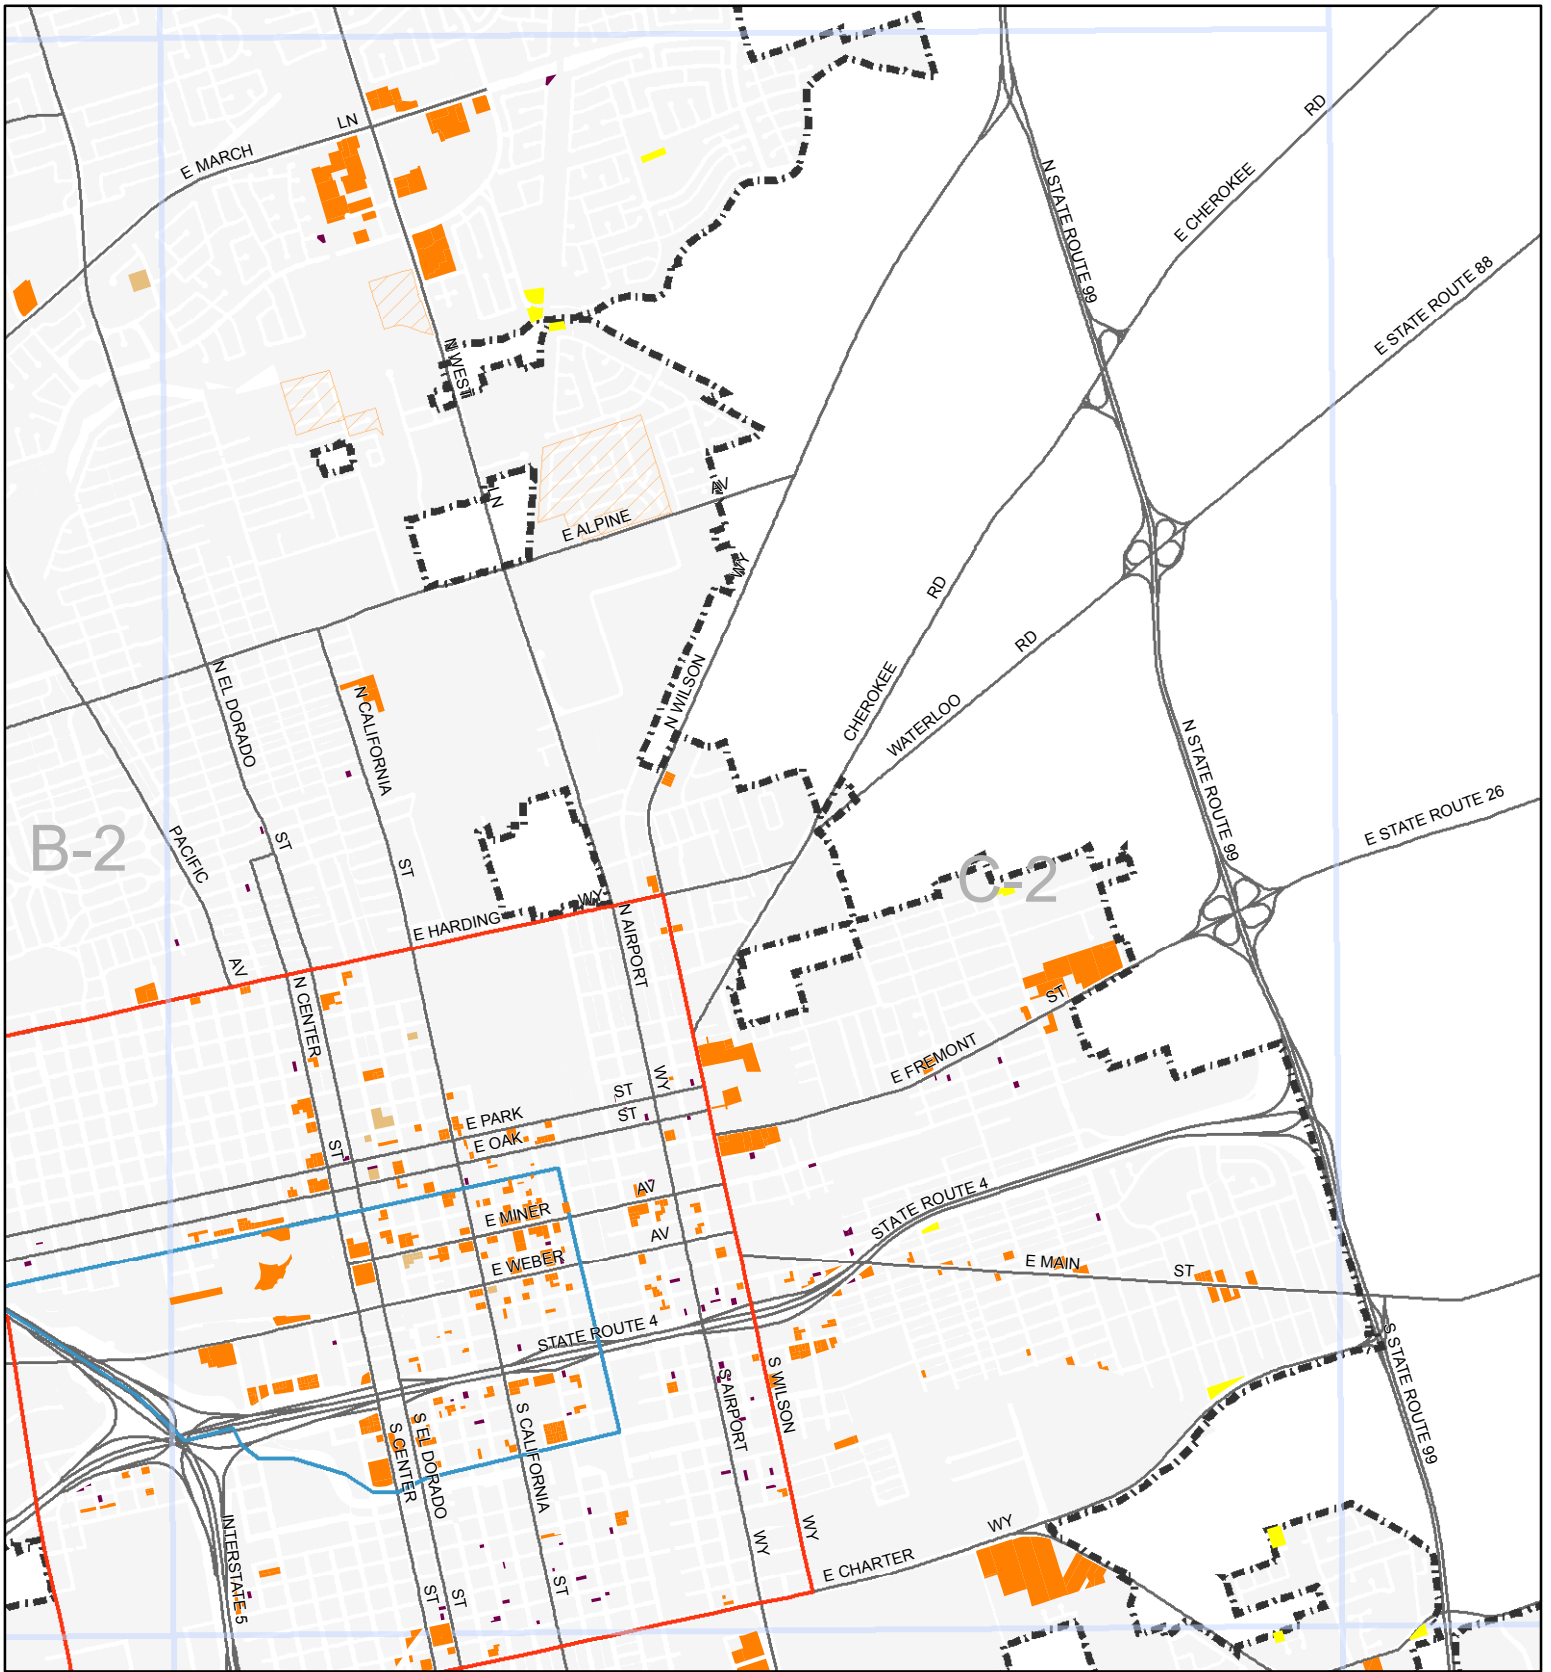 LN
E MARCH
RD
N STATE ROUTE 99
E CHEROKEE
E STATE ROUTE 88
N WEST
LN
AV
E ALPINE
WY
RD
RD
N EL DORADO
N WILSON
CHEROKEE
N CALIFORNIA
WATERLOO
N STATE ROUTE 99
E STATE ROUTE 26
B-2
PACIFIC
ST
ST
C-2
WY
E HARDING
N AIRPORT
AV
N CENTER
ST
E FREMONT
WY
ST
E PARK
ST
E OAK
ST
AV
E MINER
STATE ROUTE 4
AV
E WEBER
E MAIN
ST
STATE ROUTE 4
S STATE ROUTE 99
S WILSON
S AIRPORT
S CENTER
S EL DORADO
S CALIFORNIA
INTERSTATE 5
WY
WY
WY
E CHARTER
ST
ST
ST